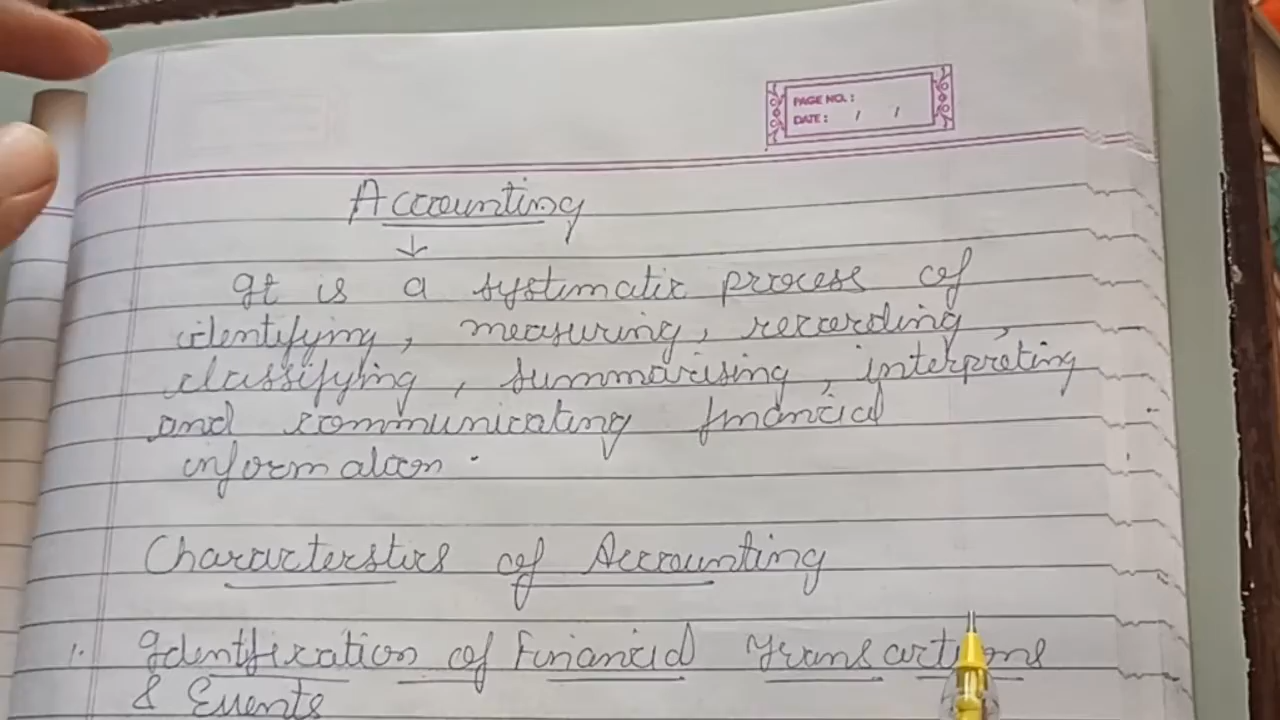 PAGE NO. :
DATE : / /
Accounting
↓
It is a systematic process of
identifying, measuring, recording,
classifying, summarising, interpreting
and communicating financial
information.
Characterstics of Accounting
1. Identification of Financial Transactions
& Events